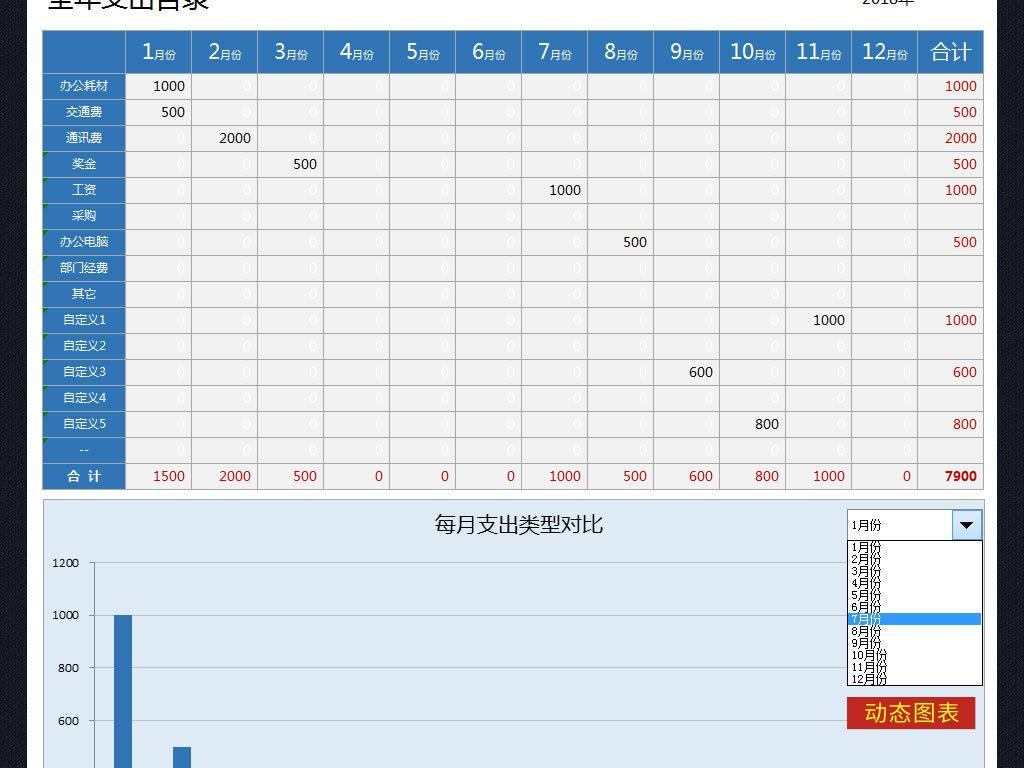 全年支出目录 2018年
1月份 2月份 3月份 4月份 5月份 6月份 7月份 8月份 9月份 10月份 11月份 12月份 合计
办公耗材 1000 0 0 0 0 0 0 0 0 0 0 0 1000
交通费 500 0 0 0 0 0 0 0 0 0 0 0 500
通讯费 0 2000 0 0 0 0 0 0 0 0 0 0 2000
奖金 0 0 500 0 0 0 0 0 0 0 0 0 500
工资 0 0 0 0 0 0 1000 0 0 0 0 0 1000
采购 0 0 0 0 0 0 0 0 0 0 0 0
办公电脑 0 0 0 0 0 0 0 500 0 0 0 0 500
部门经费 0 0 0 0 0 0 0 0 0 0 0 0
其它 0 0 0 0 0 0 0 0 0 0 0 0
自定义1 0 0 0 0 0 0 0 0 0 0 1000 0 1000
自定义2 0 0 0 0 0 0 0 0 0 0 0 0
自定义3 0 0 0 0 0 0 0 0 600 0 0 0 600
自定义4 0 0 0 0 0 0 0 0 0 0 0 0
自定义5 0 0 0 0 0 0 0 0 0 800 0 0 800
-- 0 0 0 0 0 0 0 0 0 0 0 0
合 计 1500 2000 500 0 0 0 1000 500 600 800 1000 0 7900
每月支出类型对比
1月份
1月份
2月份
3月份
4月份
5月份
6月份
7月份
8月份
9月份
10月份
11月份
12月份
动态图表
1200
1000
800
600